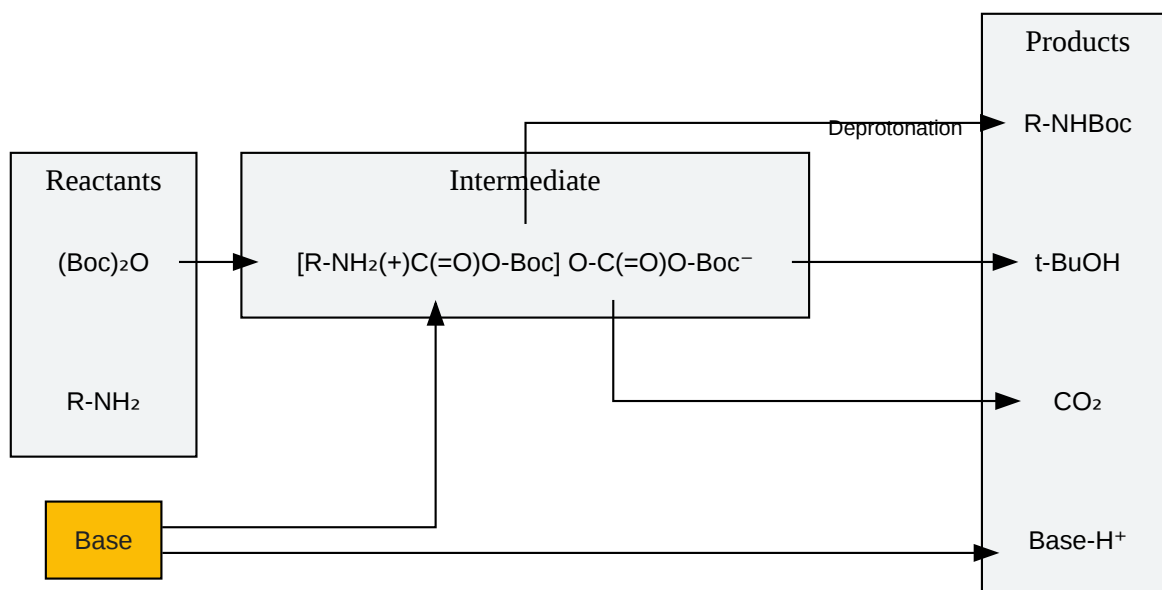 Products
R-NHBoc
Deprotonation
Reactants
Intermediate
(Boc)₂O
[R-NH₂(+)C(=O)O-Boc] O-C(=O)O-Boc⁻
t-BuOH
R-NH₂
CO₂
Base
Base-H⁺